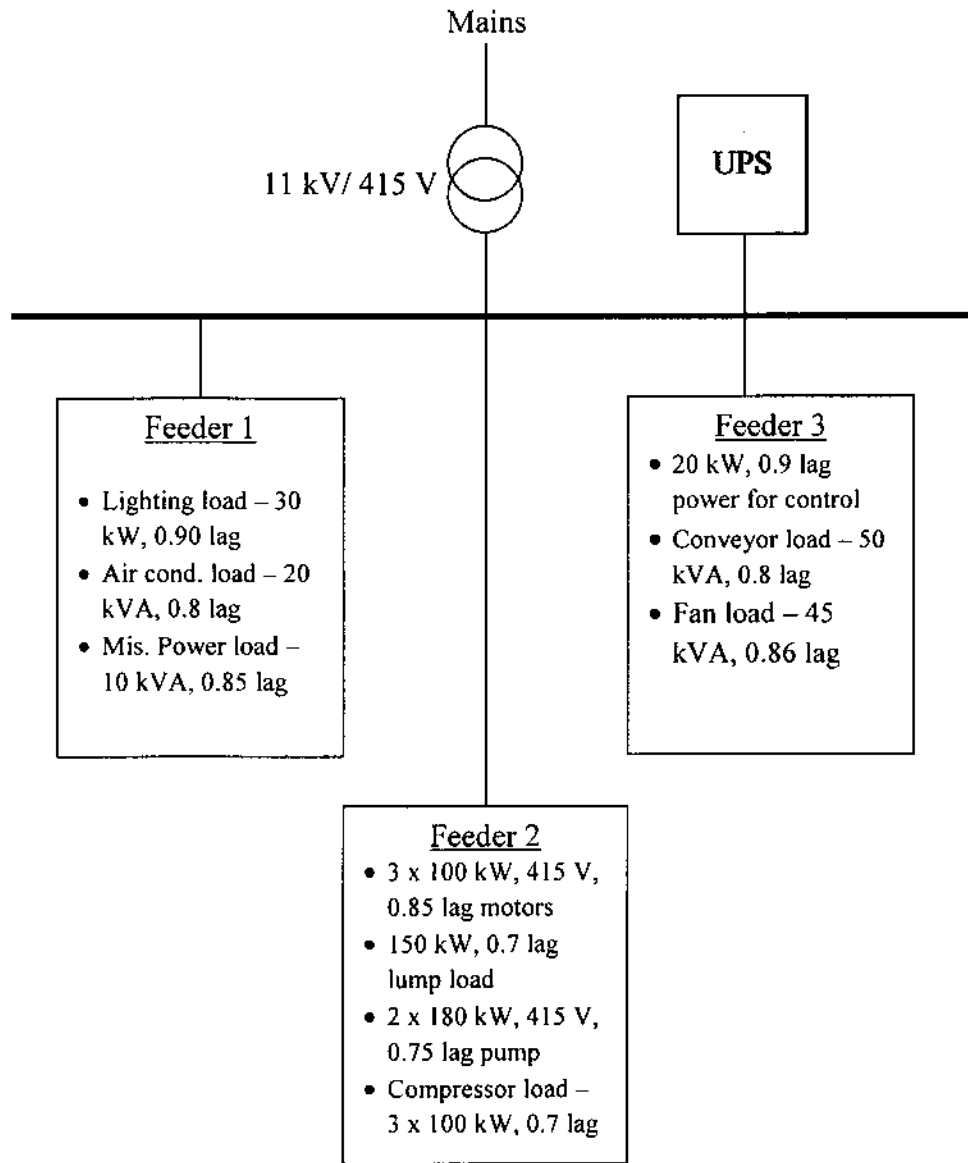 Mains
11 kV/ 415 V
UPS
Feeder 1
• Lighting load – 30
kW, 0.90 lag
• Air cond. load – 20
kVA, 0.8 lag
• Mis. Power load –
10 kVA, 0.85 lag
Feeder 3
• 20 kW, 0.9 lag
power for control
• Conveyor load – 50
kVA, 0.8 lag
• Fan load – 45
kVA, 0.86 lag
Feeder 2
• 3 x 100 kW, 415 V,
0.85 lag motors
• 150 kW, 0.7 lag
lump load
• 2 x 180 kW, 415 V,
0.75 lag pump
• Compressor load –
3 x 100 kW, 0.7 lag